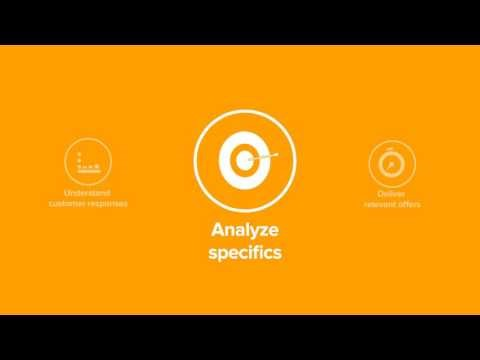 Understand
customer responses
Analyze
specifics
Deliver
relevant offers